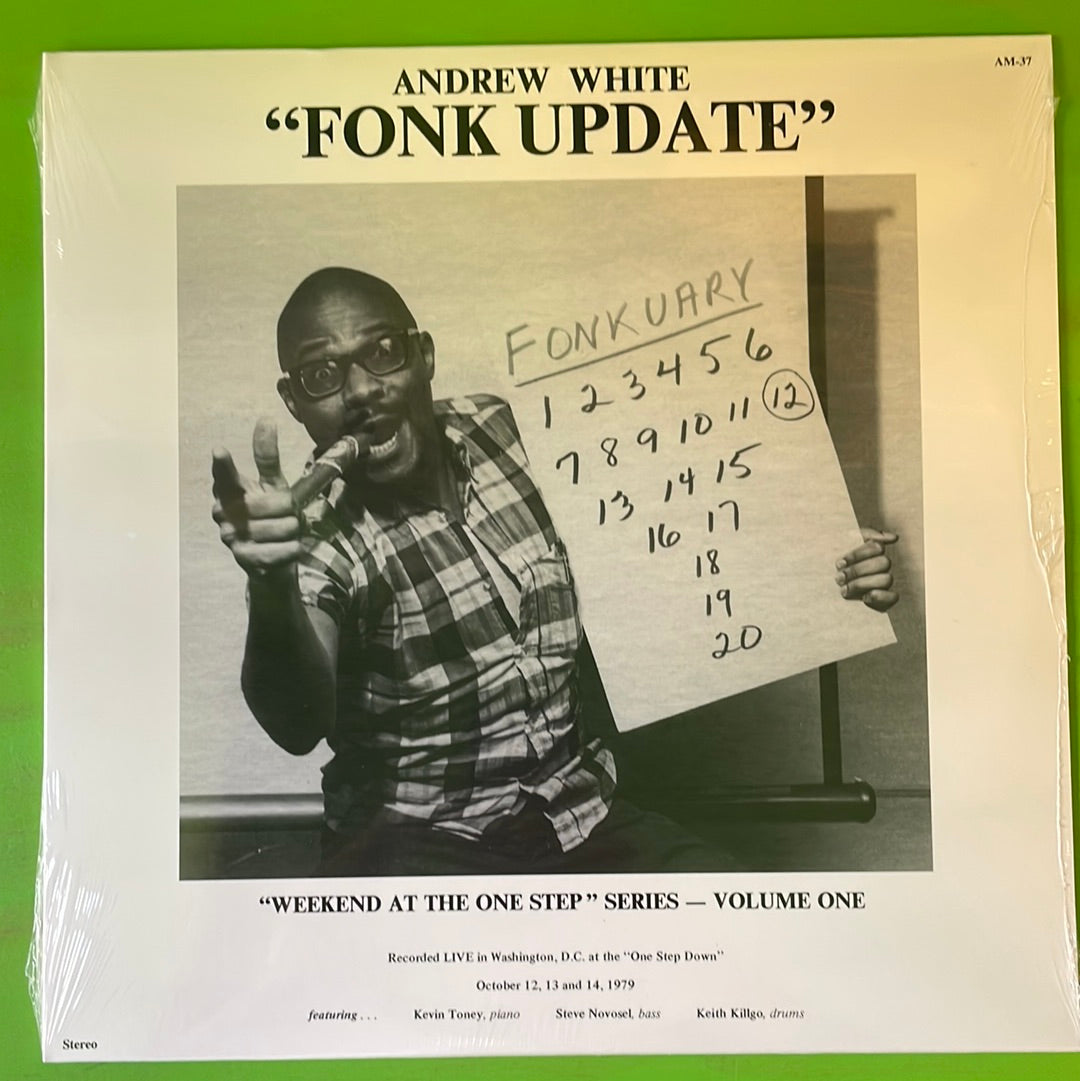 AM-37
ANDREW WHITE
“FONK UPDATE”
FONKUARY
1 2 3 4 5 6
7 8 9 10 11 12
13 14 15
16 17
18
19
20
“WEEKEND AT THE ONE STEP” SERIES — VOLUME ONE
Recorded LIVE in Washington, D.C. at the “One Step Down”
October 12, 13 and 14, 1979
featuring . . . Kevin Toney, piano Steve Novosel, bass Keith Killgo, drums
Stereo